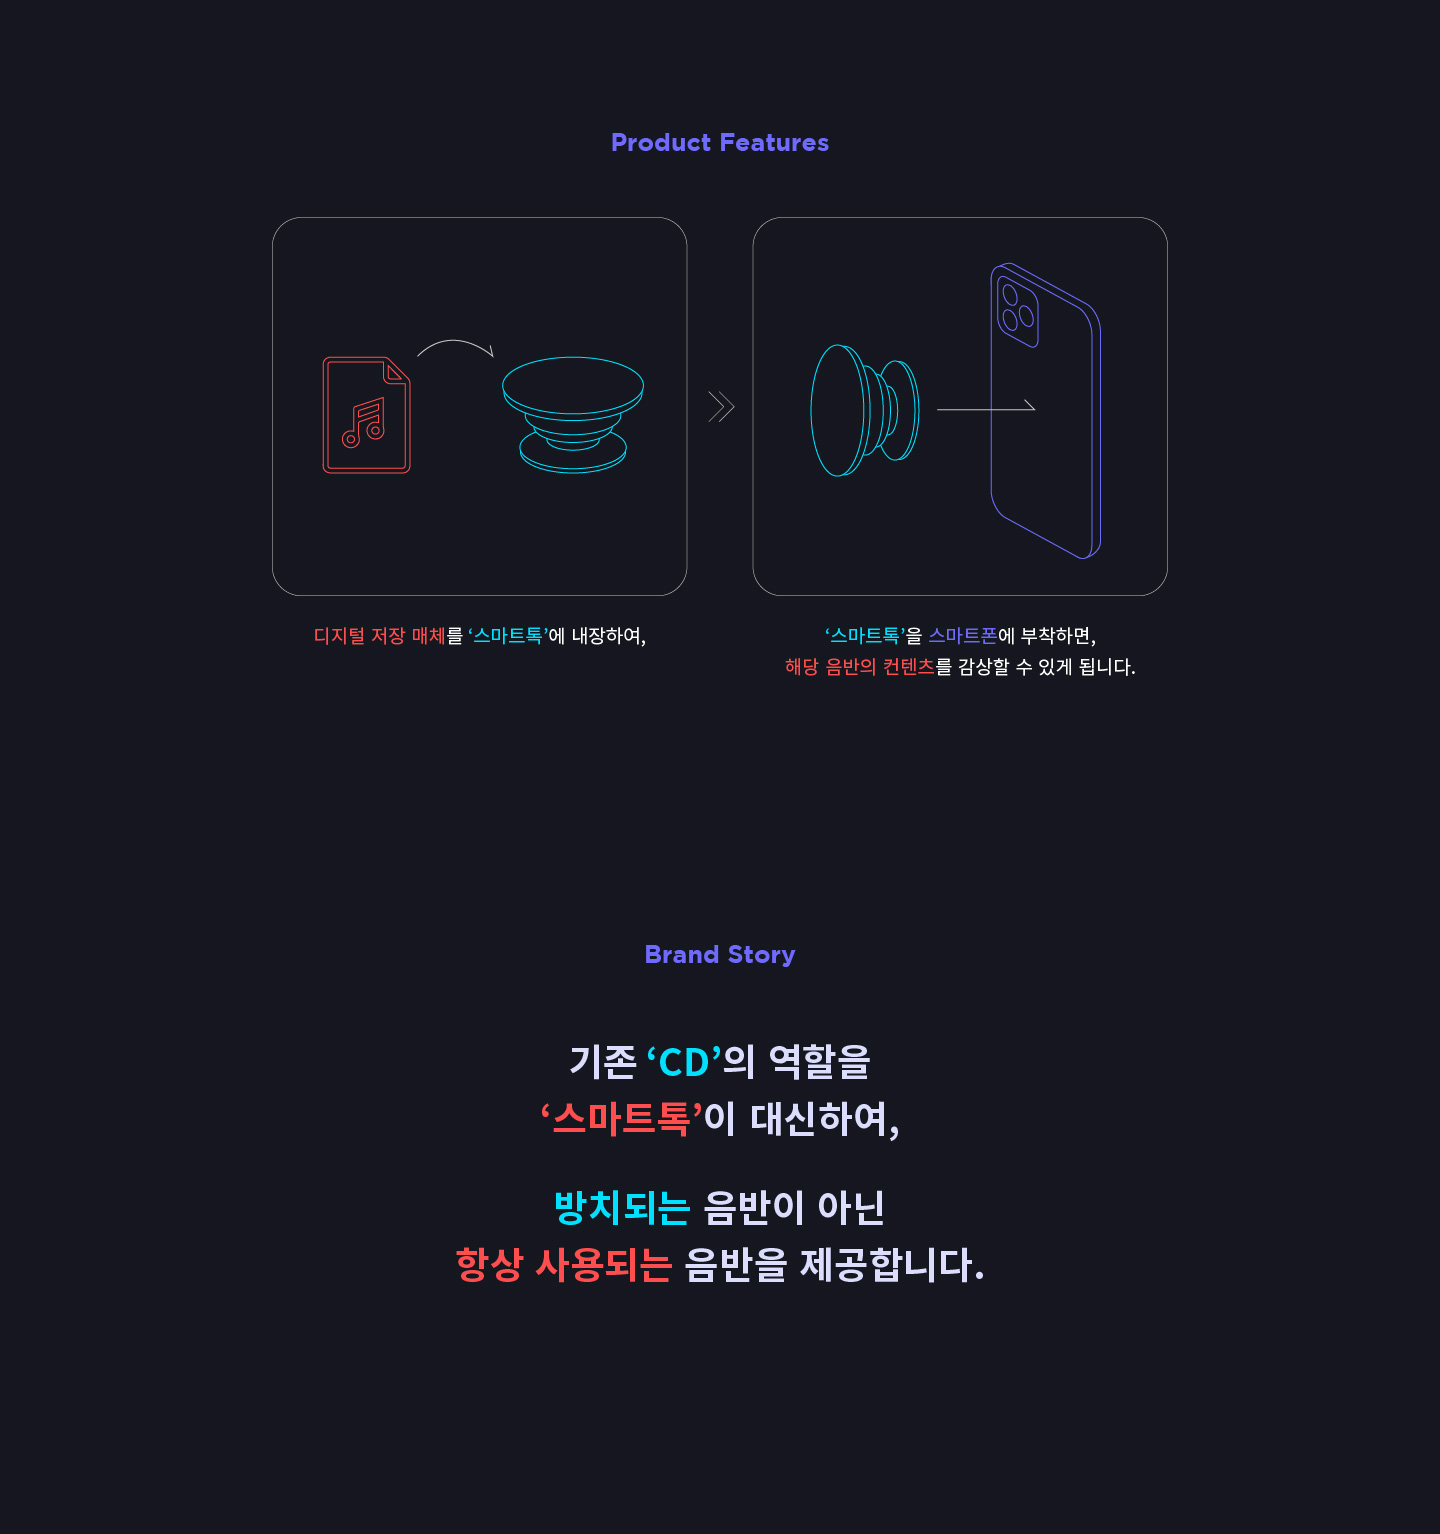 Product Features
디지털 저장 매체를 ‘스마트톡’에 내장하여,
‘스마트톡’을 스마트폰에 부착하면,
해당 음반의 컨텐츠를 감상할 수 있게 됩니다.
Brand Story
기존 ‘CD’의 역할을
‘스마트톡’이 대신하여,
방치되는 음반이 아닌
항상 사용되는 음반을 제공합니다.